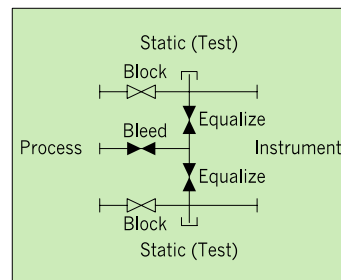 Static (Test)
Block
Equalize
Bleed
Process
Instrument
Equalize
Block
Static (Test)